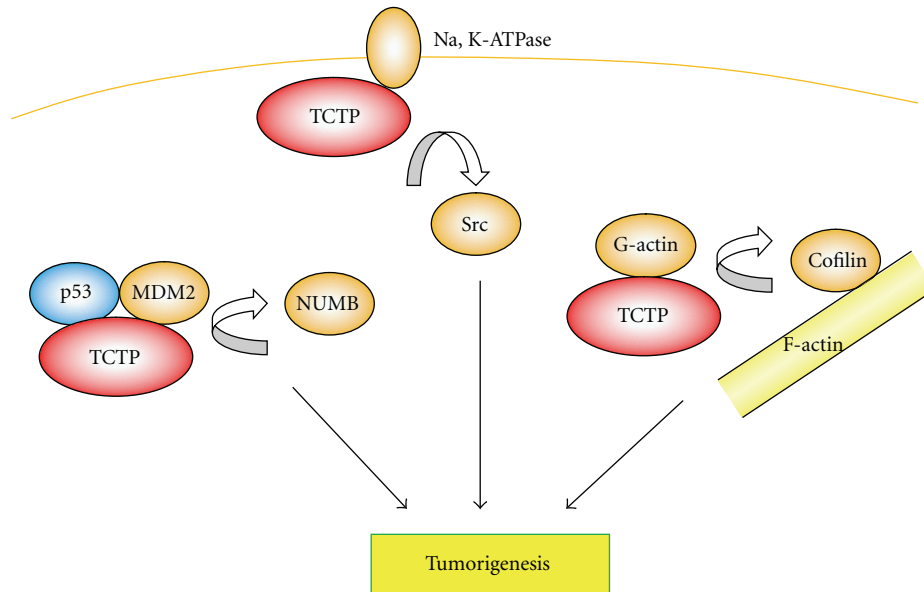 Na, K-ATPase
TCTP
Src
G-actin
Cofilin
TCTP
F-actin
p53
MDM2
NUMB
TCTP
Tumorigenesis